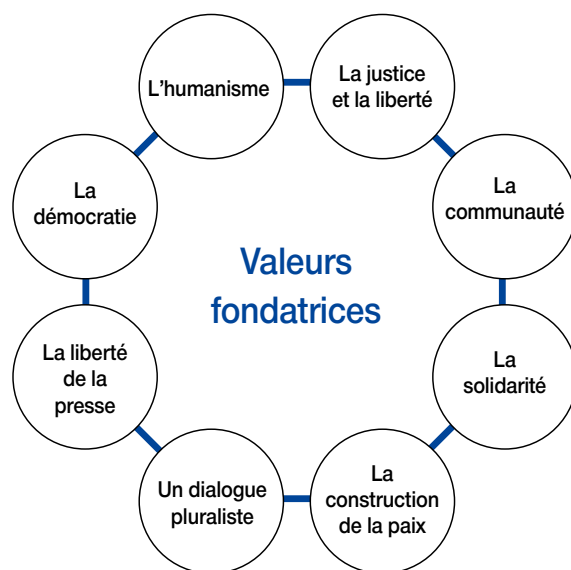 L'humanisme
La justice
et la liberté
La
communauté
La
solidarité
La
construction
de la paix
Un dialogue
pluraliste
La liberté
de la
presse
La
démocratie
Valeurs
fondatrices